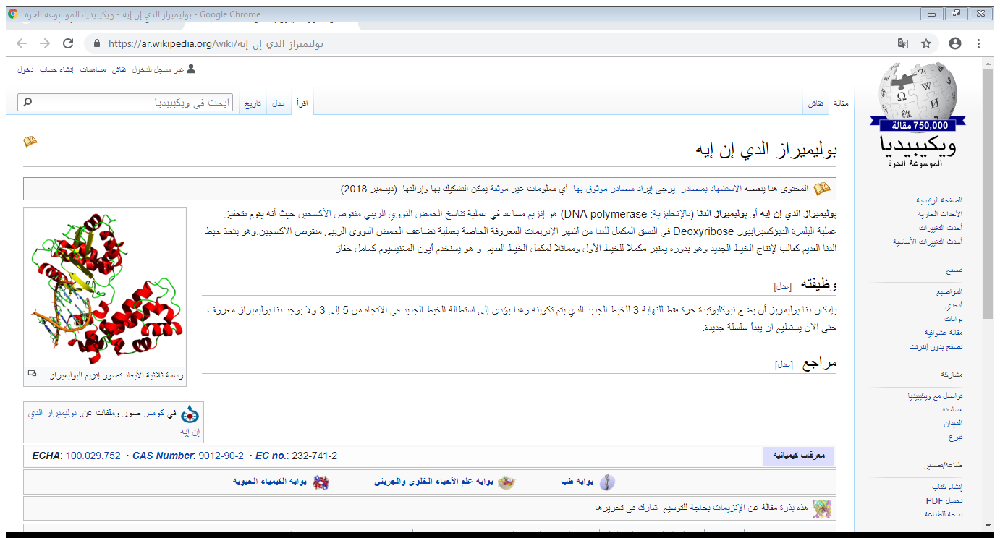 بوليميراز الدي إن إيه - ويكيبيديا، الموسوعة الحرة - Google Chrome
https://ar.wikipedia.org/wiki/بوليميراز_الدي_إن_إيه
غير مسجل للدخول نقاش مساهمات إنشاء حساب دخول
مقالة نقاش اقرأ عدل تاريخ ابحث في ويكيبيديا
750,000 مقالة
ويكيبيديا
الموسوعة الحرة
بوليميراز الدي إن إيه
المحتوى هنا ينقصه الاستشهاد بمصادر. يرجى إيراد مصادر موثوق بها. أي معلومات غير موثقة يمكن التشكيك بها وإزالتها. (ديسمبر 2018)
بوليميراز الدي إن إيه أو بوليميراز الدنا (بالإنجليزية: DNA polymerase) هو إنزيم مساعد في عملية تناسخ الحمض النووي الريبي منقوص الأكسجين حيث أنه يقوم بتحفيز
عملية البلمرة الديؤكسيرايبوز Deoxyribose في النسق المكمل للدنا من أشهر الإنزيمات المعروفة الخاصة بعملية تضاعف الحمض النووى الريبى منقوص الأكسجين.وهو يتخذ خيط
الدنا القديم كقالب لإنتاج الخيط الجديد وهو بدوره يعتبر مكملا للخيط الأول ومماثلا لمكمل الخيط القديم. و هو يستخدم أيون المغنيسيوم كعامل حفاز.
وظيفته [عدل]
بإمكان دنا بوليمريز أن يضع نيوكليوتيدة حرة فقط للنهاية 3 للخيط الجديد الذي يتم تكوينه وهذا يؤدى إلى استطالة الخيط الجديد في الاتجاه من 5 إلى 3 ولا يوجد دنا بوليميراز معروف
حتى الآن يستطيع ان يبدأ سلسلة جديدة.
مراجع [عدل]
رسمة ثلاثية الأبعاد تصور إنزيم البوليميراز
في كومنز صور وملفات عن: بوليميراز الدي
إن إيه
معرفات كيميائية
ECHA: 100.029.752 · CAS Number: 9012-90-2 · EC no.: 232-741-2
بوابة طب بوابة علم الأحياء الخلوي والجزيئي بوابة الكيمياء الحيوية
هذه بذرة مقالة عن الإنزيمات بحاجة للتوسيع. شارك في تحريرها.
الصفحة الرئيسية
الأحداث الجارية
أحدث التغييرات
أحدث التغييرات الأساسية
تصفح
المواضيع
أبجدي
بوابات
مقالة عشوائية
تصفح بدون إنترنت
مشاركة
تواصل مع ويكيبيديا
مساعدة
الميدان
تبرع
طباعة/تصدير
إنشاء كتاب
تحميل PDF
نسخة للطباعة